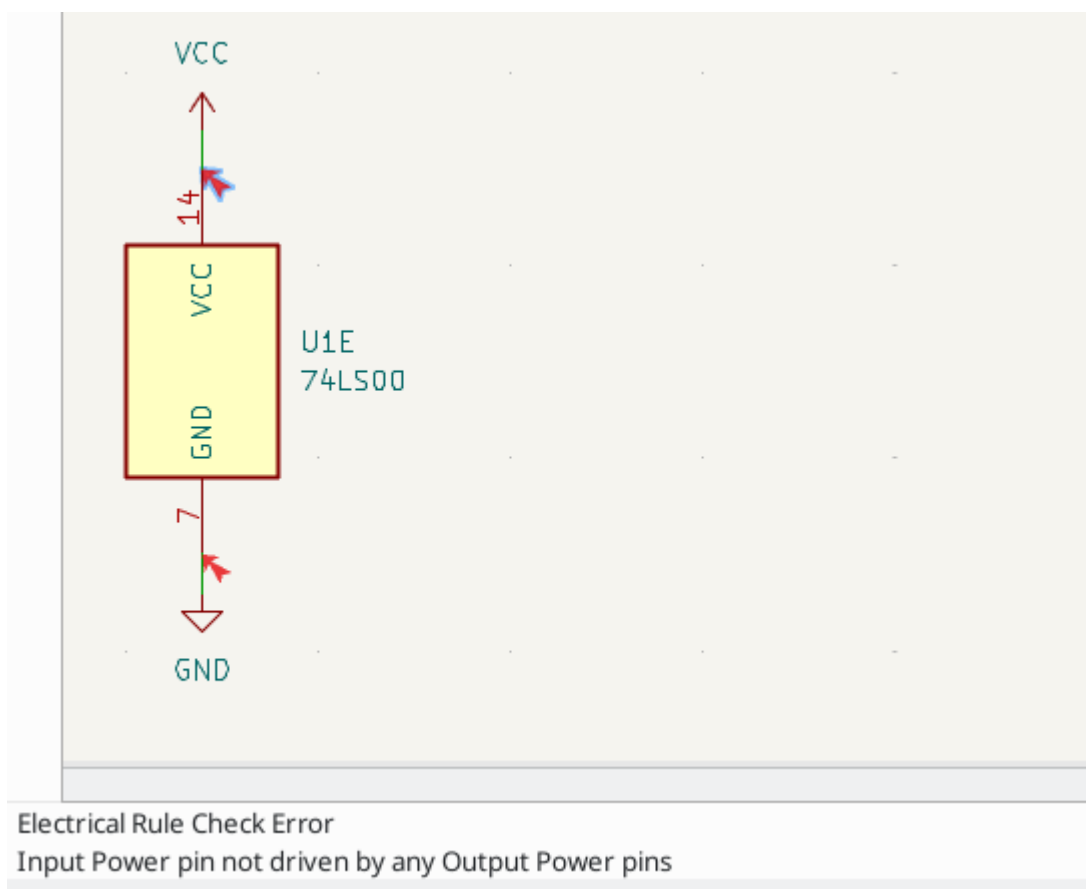 VCC
14
VCC
U1E
74LS00
GND
7
GND
Electrical Rule Check Error
Input Power pin not driven by any Output Power pins